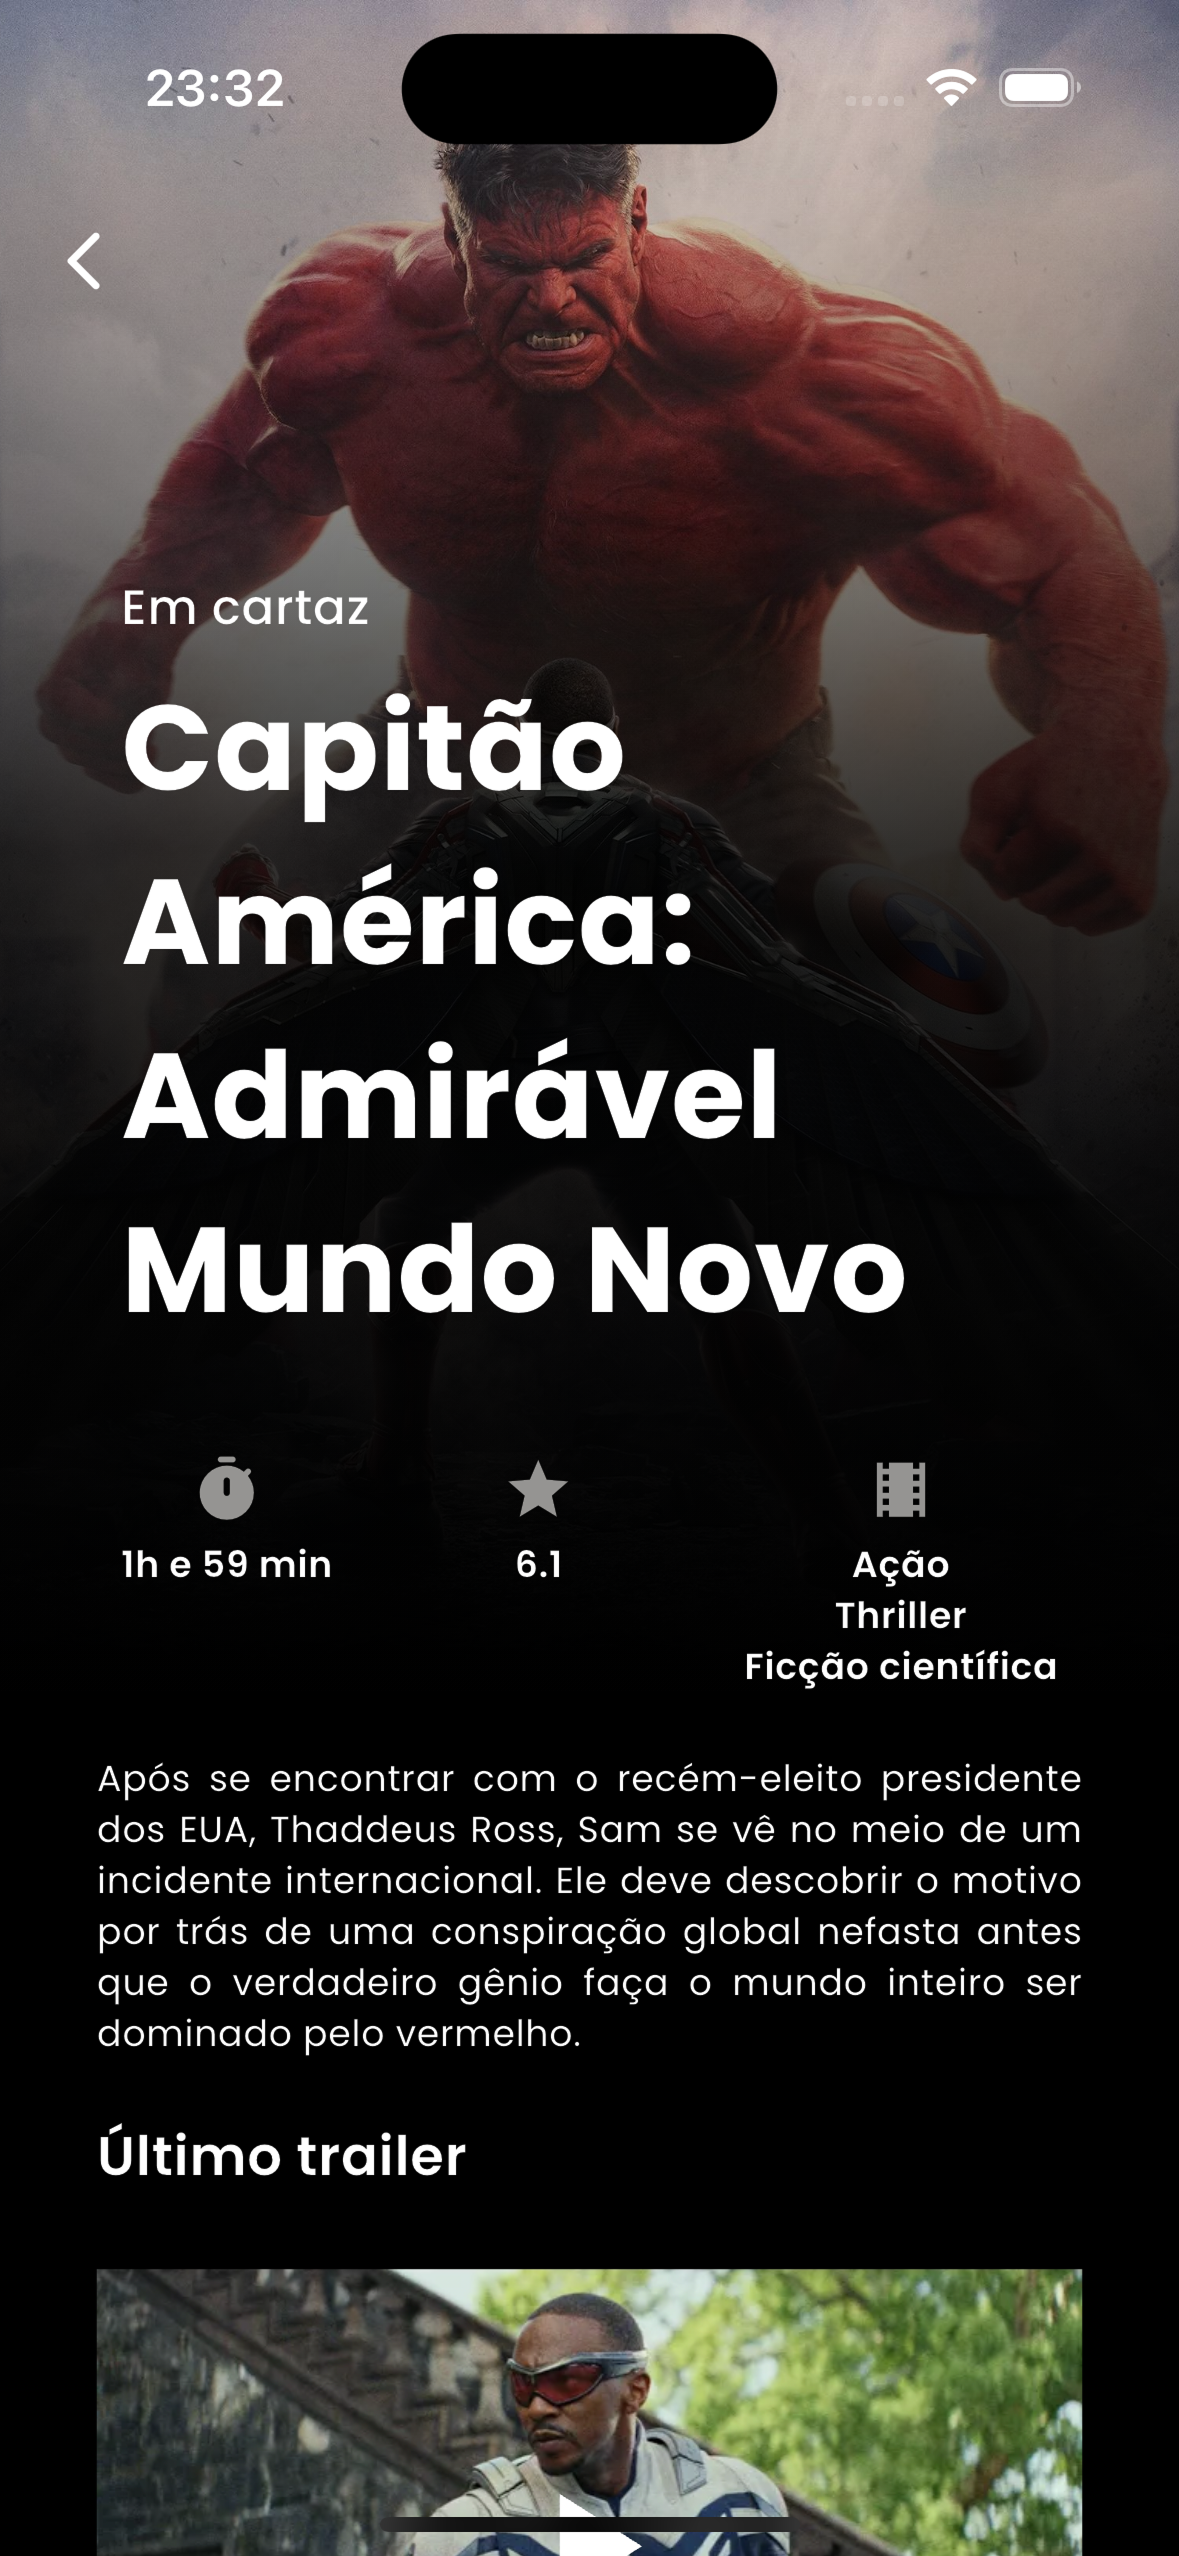 23:32
Em cartaz
Capitão
América:
Admirável
Mundo Novo
1h e 59 min
6.1
Ação
Thriller
Ficção científica
Após se encontrar com o recém-eleito presidente
dos EUA, Thaddeus Ross, Sam se vê no meio de um
incidente internacional. Ele deve descobrir o motivo
por trás de uma conspiração global nefasta antes
que o verdadeiro gênio faça o mundo inteiro ser
dominado pelo vermelho.
Último trailer